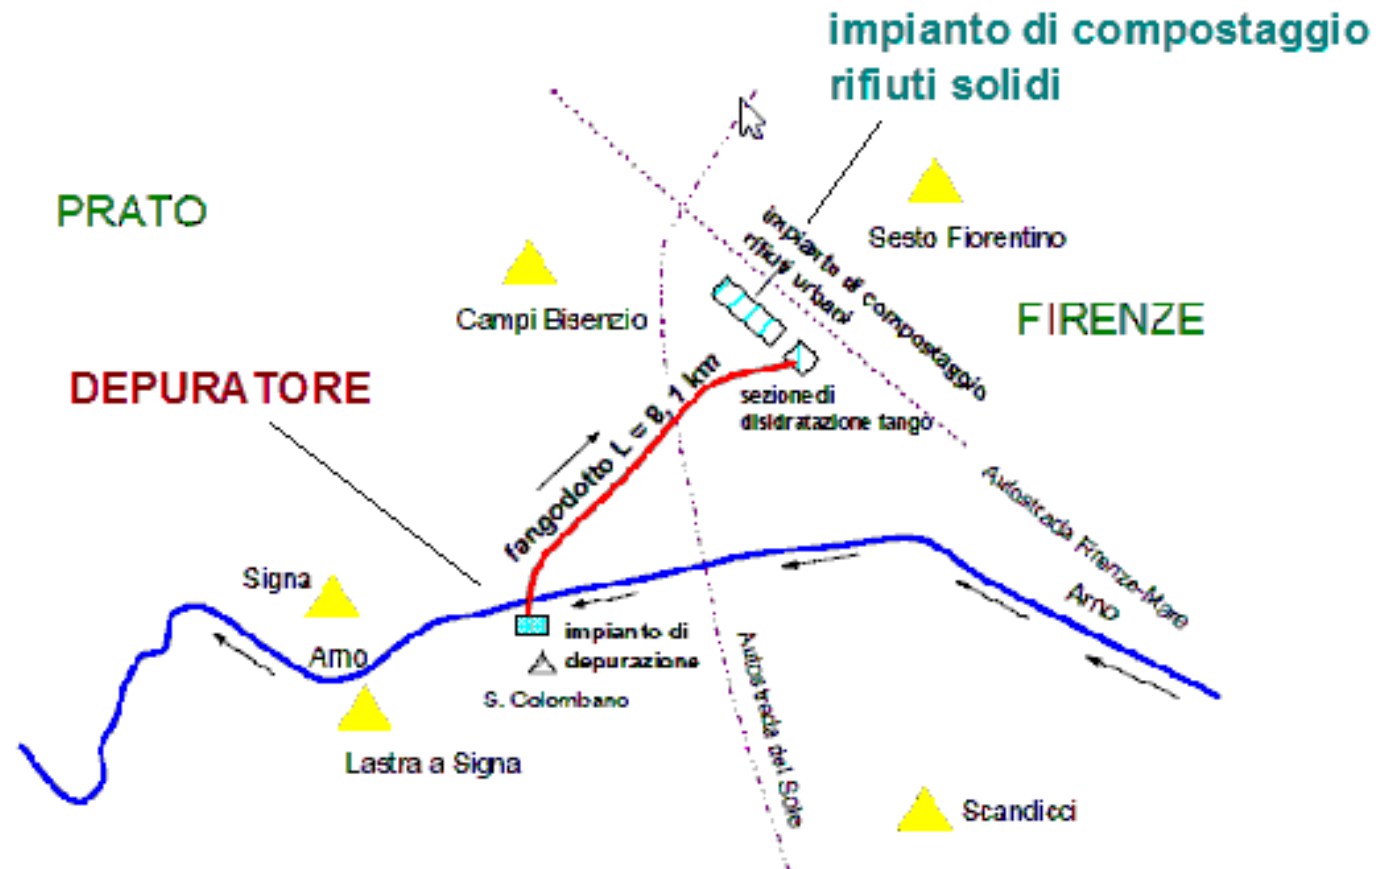 impianto di compostaggio
rifiuti solidi
PRATO
Sesto Fiorentino
impianto di compostaggio
rifiuti urbani
Campi Bisenzio
FIRENZE
DEPURATORE
fangodotto L = 8, 1 km
sezione di
disidratazione fango
Autostrada Firenze-Mare
Signa
Arno
Arno
impianto di
depurazione
S. Colombano
Autostrada del Sole
Lastra a Signa
Scandicci